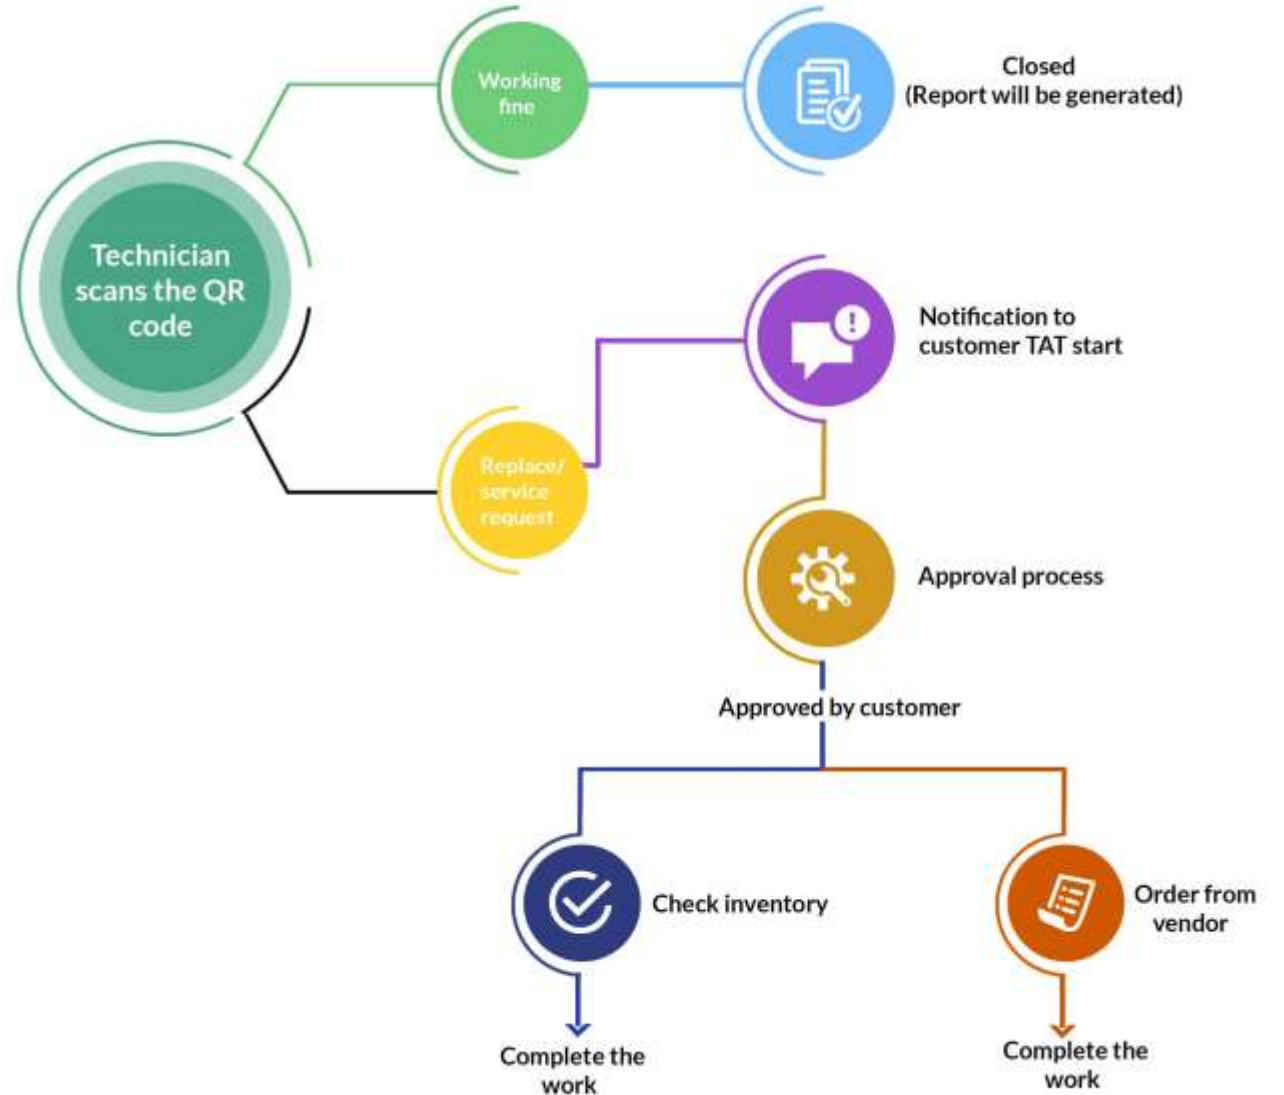 Working
fine
Closed
(Report will be generated)
Technician
scans the QR
code
Notification to
customer TAT start
Replace/
service
request
Approval process
Approved by customer
Check inventory
Order from
vendor
Complete the
work
Complete the
work